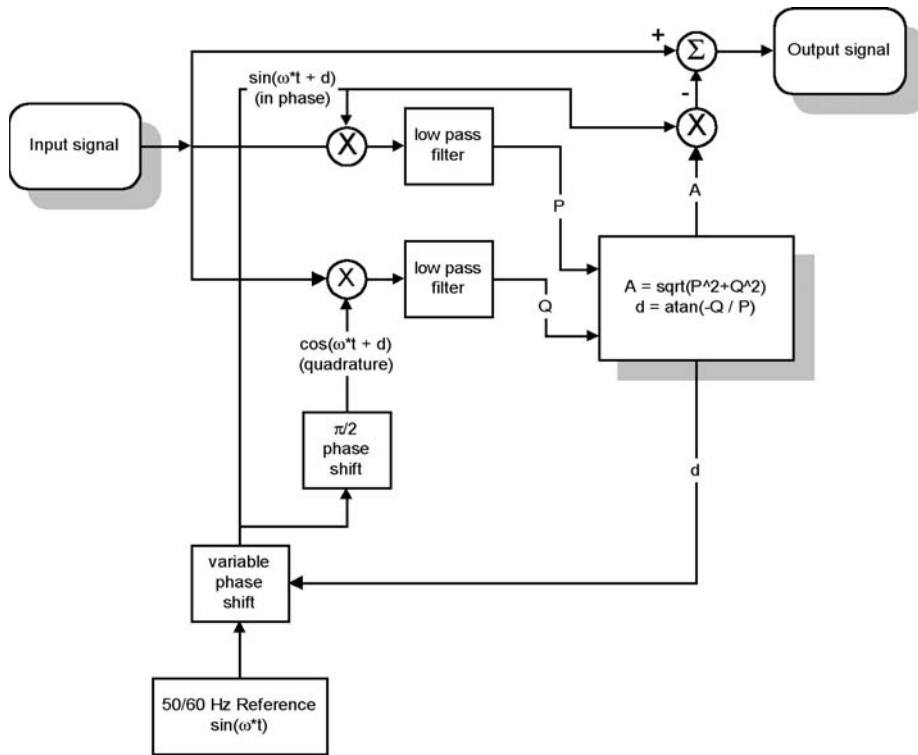 +
Σ
Output signal
sin(ω*t + d)
(in phase)
-
Input signal
X
low pass
filter
X
P
A
X
low pass
filter
Q
A = sqrt(P^2+Q^2)
d = atan(-Q / P)
cos(ω*t + d)
(quadrature)
π/2
phase
shift
d
variable
phase
shift
50/60 Hz Reference
sin(ω*t)